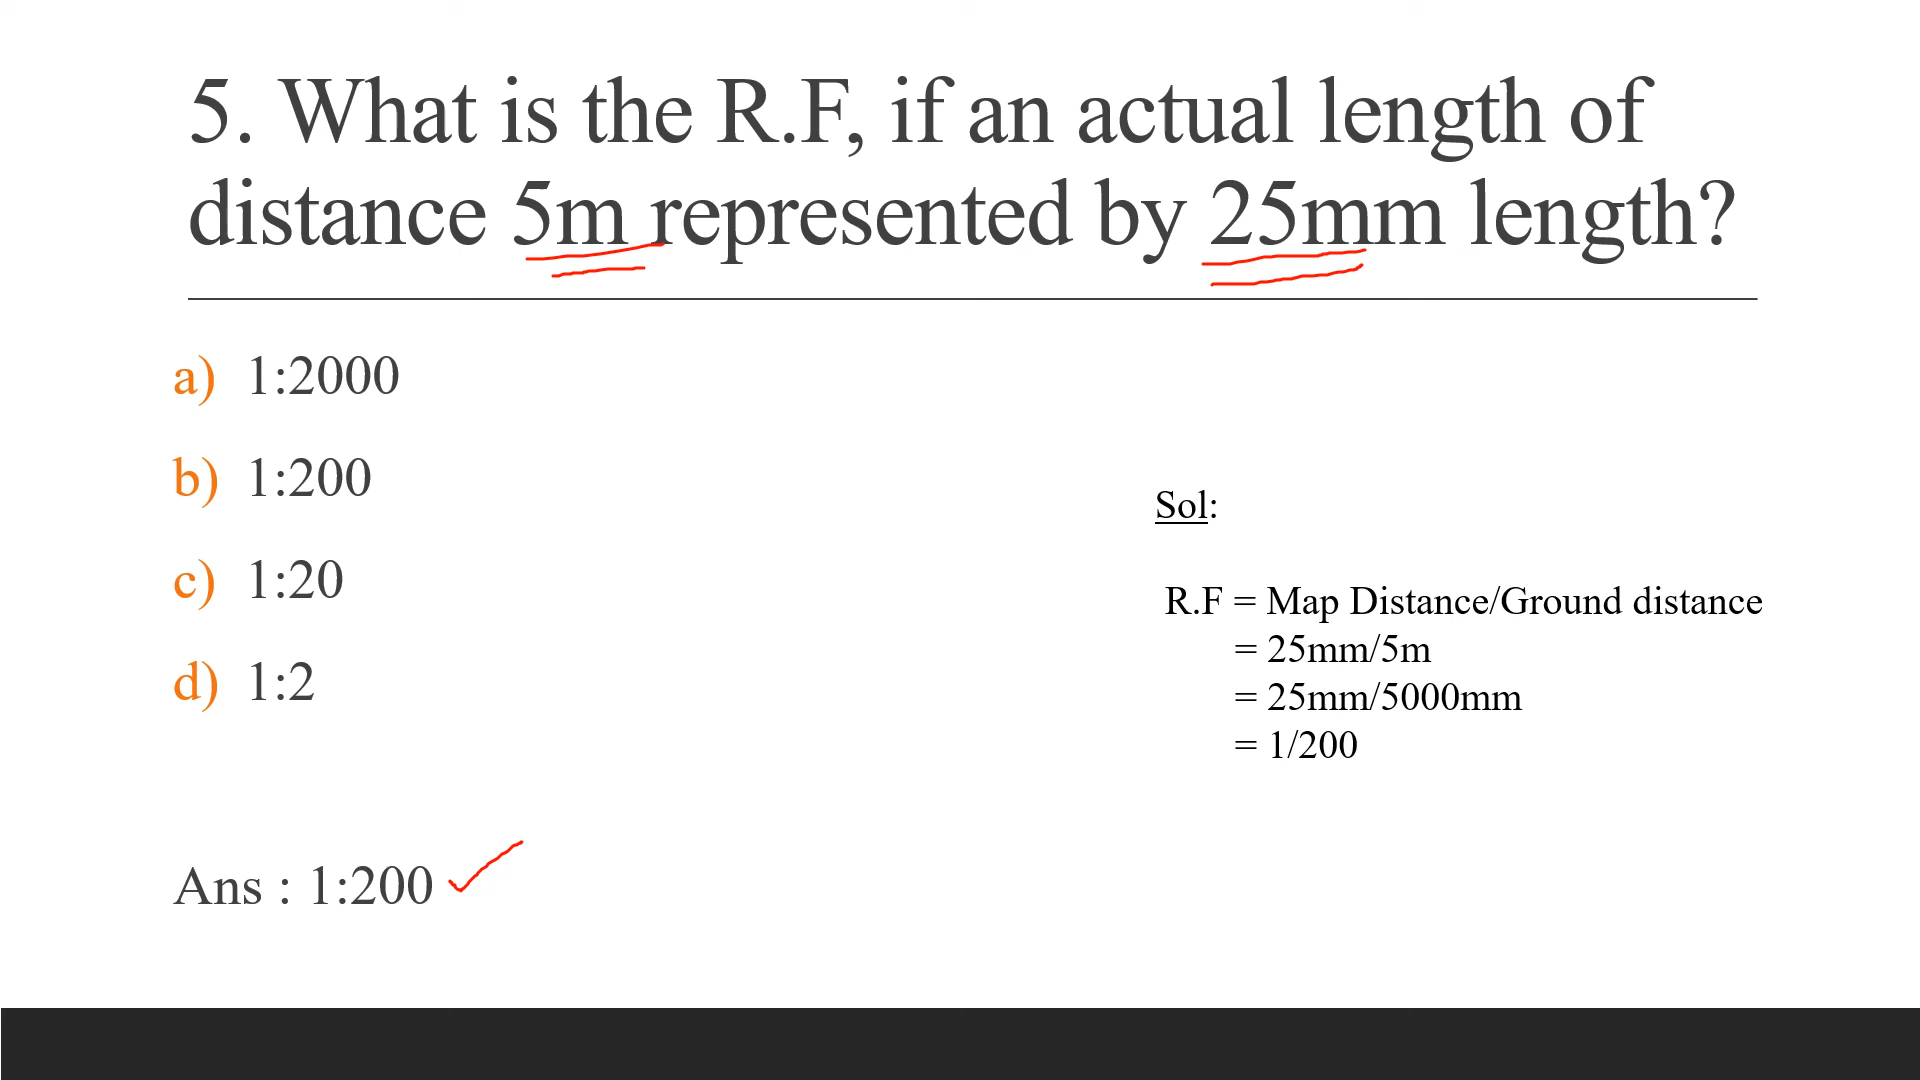 5. What is the R.F, if an actual length of
distance 5m represented by 25mm length?
a) 1:2000
b) 1:200
c) 1:20
d) 1:2
Ans : 1:200
Sol:
R.F = Map Distance/Ground distance
= 25mm/5m
= 25mm/5000mm
= 1/200